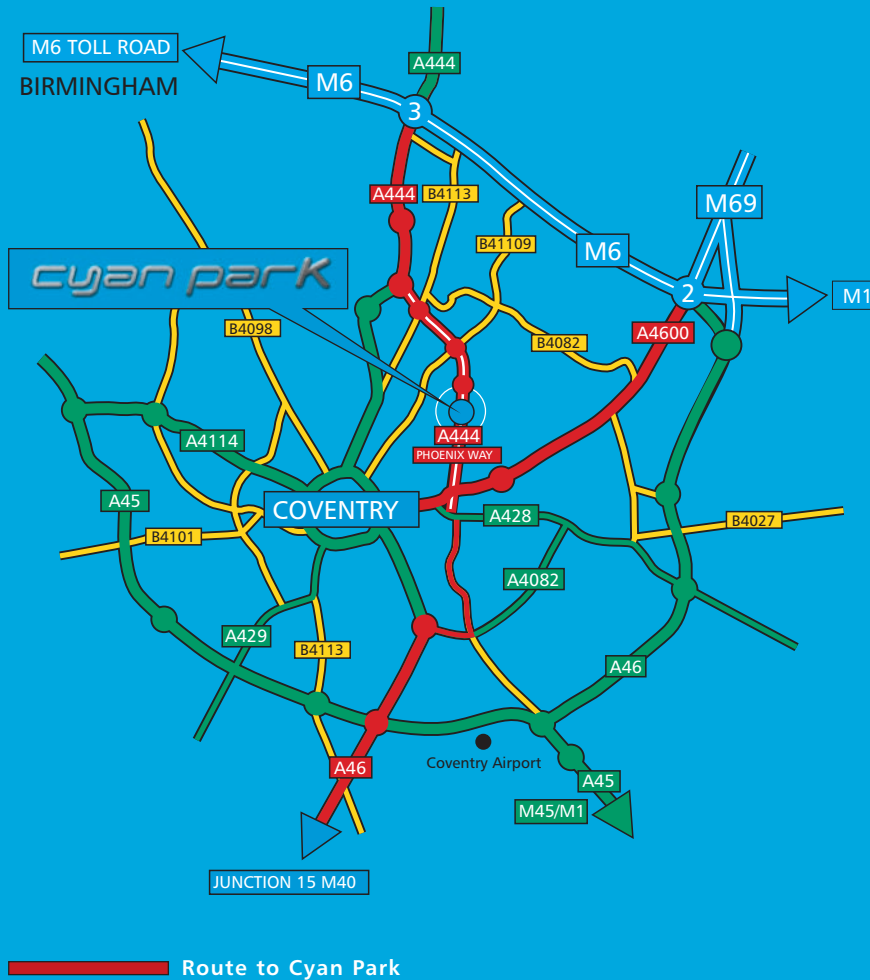 M6 TOLL ROAD
BIRMINGHAM
A444
M6
3
A444
B4113
M69
B41109
M6
cyan park
2
M1
B4098
A4600
B4082
A4114
A444
PHOENIX WAY
A45
COVENTRY
A428
B4027
B4101
A4082
A429
B4113
A46
Coventry Airport
A46
A45
M45/M1
JUNCTION 15 M40
Route to Cyan Park